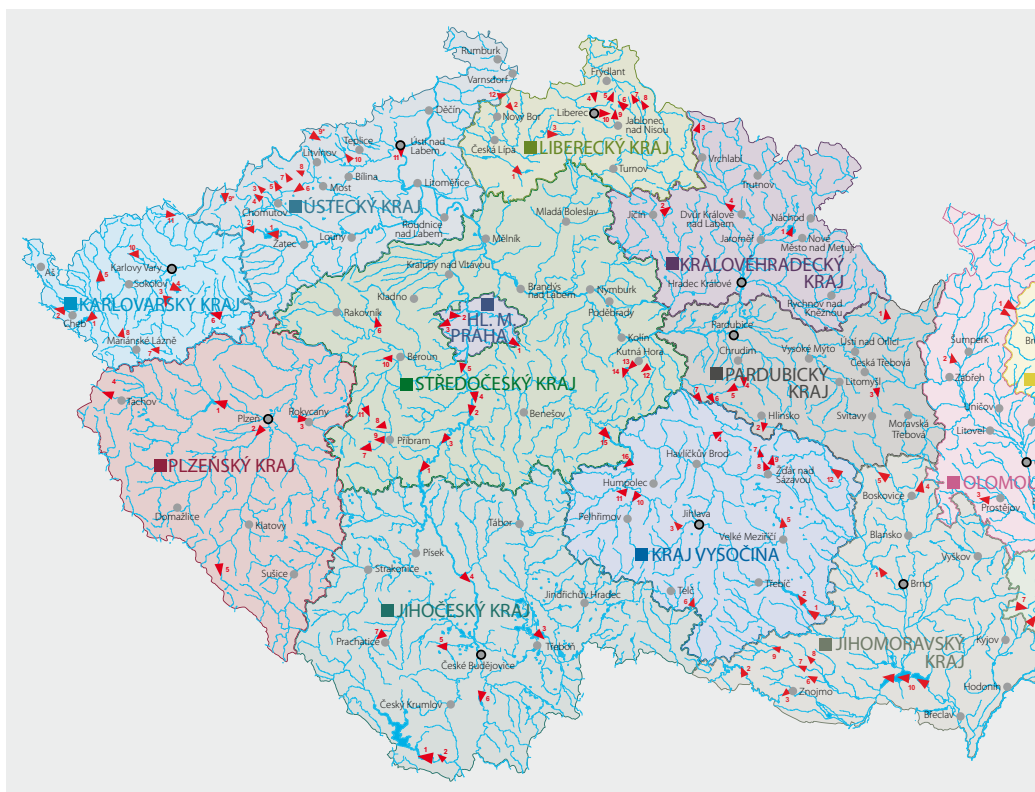 Rumburk
Varnsdorf
Děčín
Teplice
Ústí nad
Labem
Litvínov
Most
Bílina
Litoměřice
Chomutov
ÚSTECKÝ KRAJ
Roudnice
nad Labem
Louny
Žatec
Frýdlant
Liberec
Jablonec
nad Nisou
Nový Bor
Česká Lípa
LIBERECKÝ KRAJ
Turnov
Vrchlabí
Trutnov
Jičín
Dvůr Králové
nad Labem
Náchod
Jaroměř
Nové
Město nad Metují
KRÁLOVEHRADECKÝ
KRAJ
Hradec Králové
Rychnov nad
Kněžnou
Karlovy Vary
Sokolov
Aš
KARLOVARSKÝ KRAJ
Cheb
Mariánské Lázně
Mladá Boleslav
Mělník
Kralupy nad Vltavou
Brandýs
nad Labem
Nymburk
Poděbrady
Kladno
Rakovník
HL. M.
PRAHA
Kolín
Kutná Hora
Beroun
STŘEDOČESKÝ KRAJ
Benešov
Příbram
Pardubice
Chrudim
Vysoké Mýto
Ústí nad Orlicí
Česká Třebová
Litomyšl
PARDUBICKÝ
KRAJ
Hlinsko
Svitavy
Moravská
Třebová
Tachov
Plzeň
Rokycany
PLZEŇSKÝ KRAJ
Domažlice
Klatovy
Sušice
Havlíčkův Brod
Žďár nad
Sázavou
Humpolec
Pelhřimov
Jihlava
Velké Meziříčí
KRAJ VYSOČINA
Třebíč
Telč
Tábor
Písek
Strakonice
Jindřichův Hradec
JIHOČESKÝ KRAJ
Prachatice
České Budějovice
Třeboň
Český Krumlov
Šumperk
Zábřeh
Uničov
Litovel
OLOMOU
Prostějov
Boskovice
Blansko
Vyškov
Brno
JIHOMORAVSKÝ
KRAJ
Kyjov
Znojmo
Hodonín
Břeclav